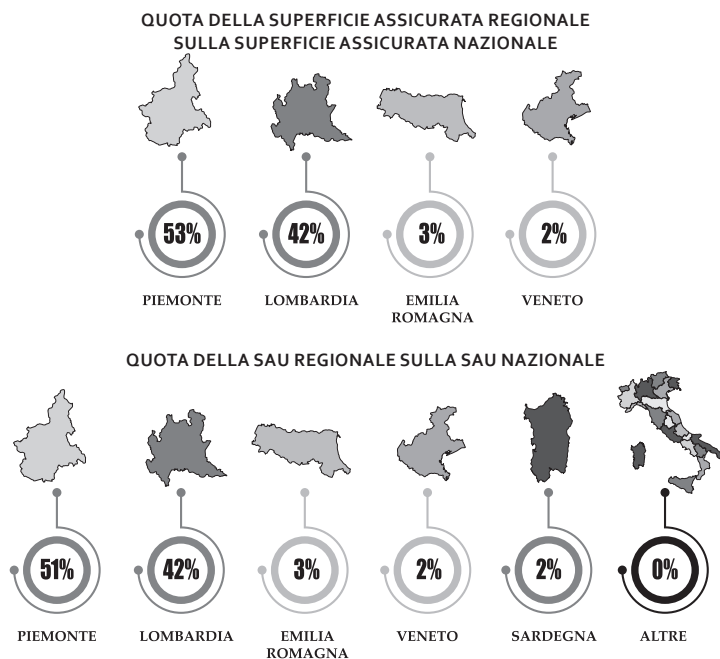 QUOTA DELLA SUPERFICIE ASSICURATA REGIONALE
SULLA SUPERFICIE ASSICURATA NAZIONALE
53% 42% 3% 2%
PIEMONTE LOMBARDIA EMILIA ROMAGNA VENETO
QUOTA DELLA SAU REGIONALE SULLA SAU NAZIONALE
51% 42% 3% 2% 2% 0%
PIEMONTE LOMBARDIA EMILIA ROMAGNA VENETO SARDEGNA ALTRE